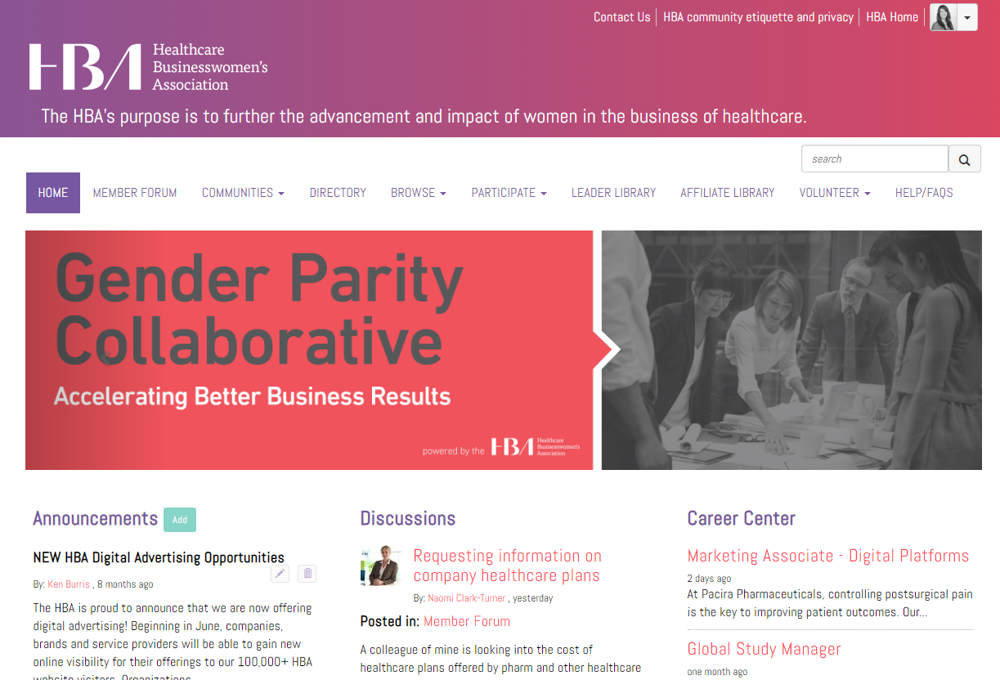 Contact Us HBA community etiquette and privacy HBA Home
HBA Healthcare
Businesswomen's
Association
The HBA's purpose is to further the advancement and impact of women in the business of healthcare.
search
HOME MEMBER FORUM COMMUNITIES DIRECTORY BROWSE PARTICIPATE LEADER LIBRARY AFFILIATE LIBRARY VOLUNTEER HELP/FAQS
Gender Parity
Collaborative
Accelerating Better Business Results
powered by the HBA Healthcare
Businesswomen's
Association
Announcements Add
NEW HBA Digital Advertising Opportunities
By: Ken Burris , 8 months ago
The HBA is proud to announce that we are now offering
digital advertising! Beginning in June, companies,
brands and service providers will be able to gain new
online visibility for their offerings to our 100,000+ HBA
website visitors. Organizations
Discussions
Requesting information on
company healthcare plans
By: Naomi Clark-Turner , yesterday
Posted in: Member Forum
A colleague of mine is looking into the cost of
healthcare plans offered by pharm and other healthcare
Career Center
Marketing Associate - Digital Platforms
2 days ago
At Pacira Pharmaceuticals, controlling postsurgical pain
is the key to improving patient outcomes. Our...
Global Study Manager
one month ago